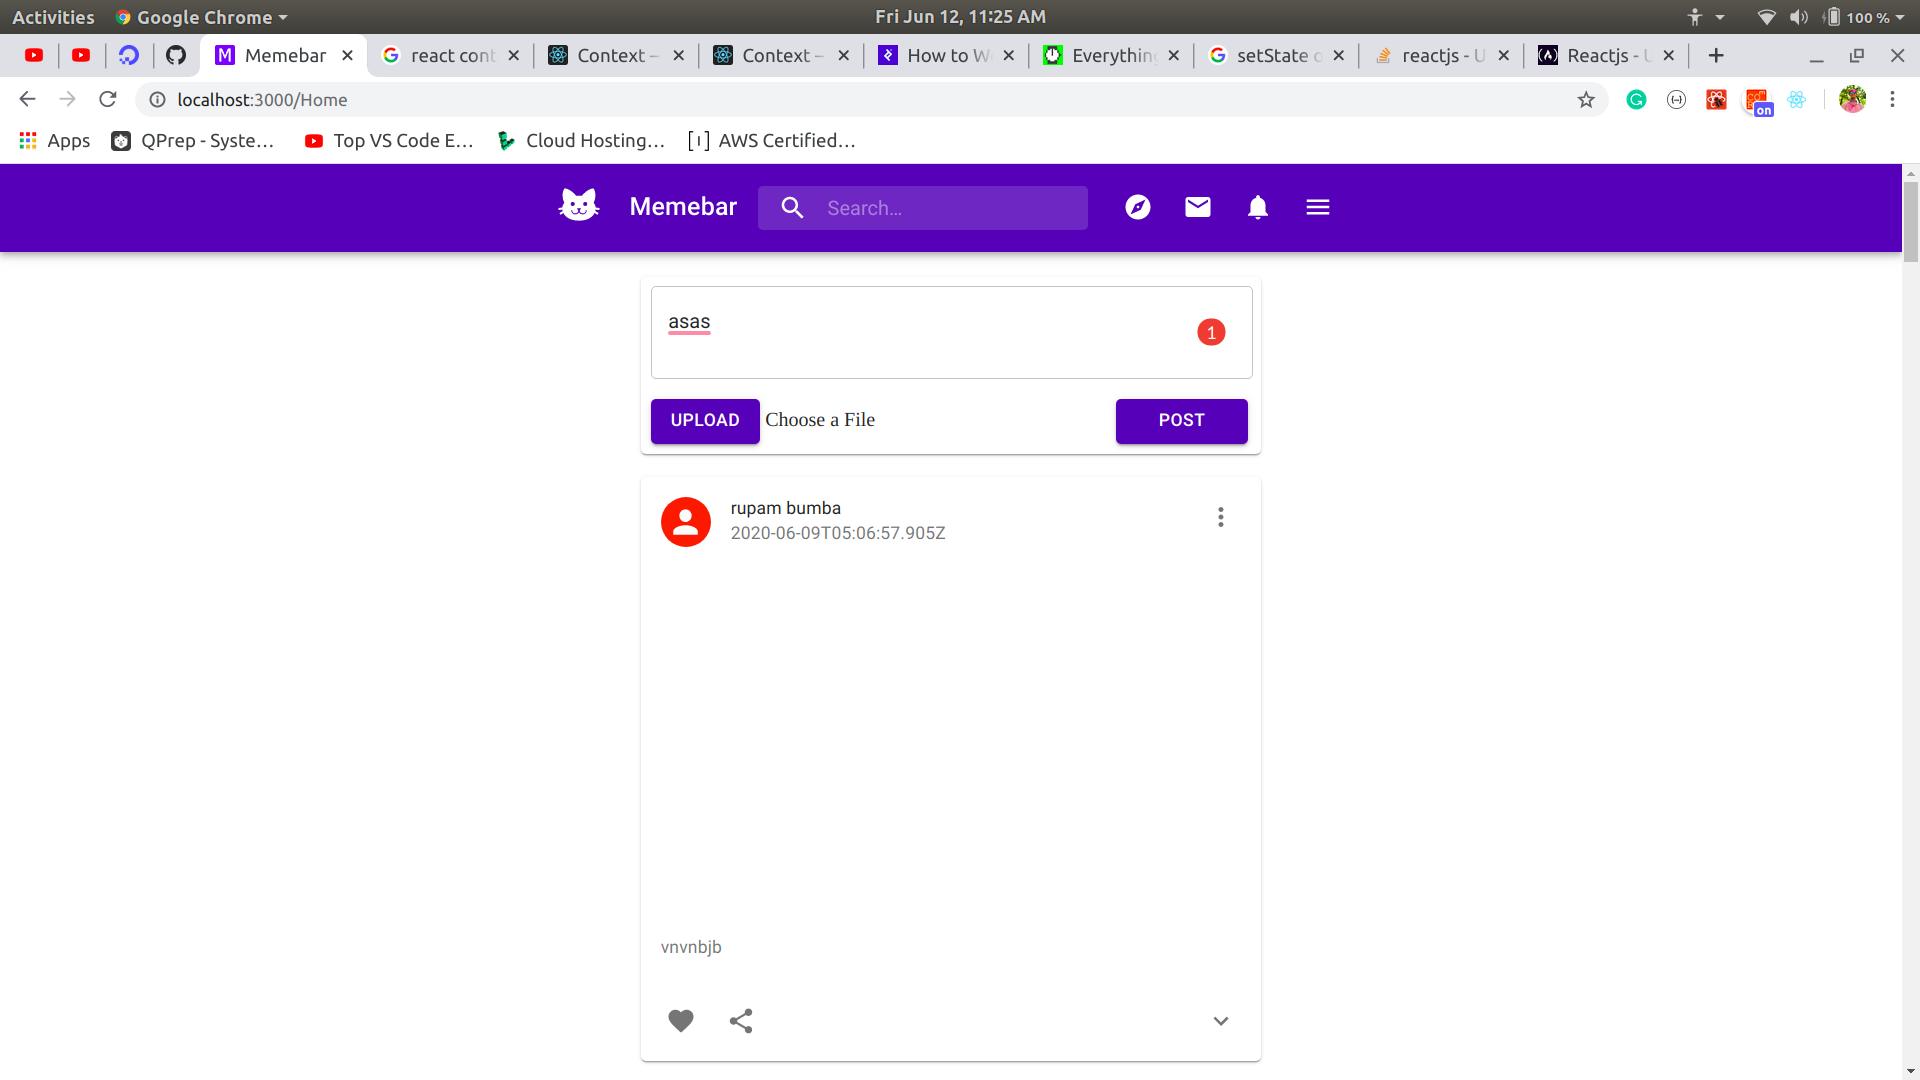 Activities Google Chrome Fri Jun 12, 11:25 AM 100 %
M Memebar react cont Context – Context – How to W Everything setState o reactjs - U Reactjs - U
localhost:3000/Home on
Apps QPrep - Syste... Top VS Code E... Cloud Hosting... AWS Certified...
Memebar Search...
asas
1
UPLOAD Choose a File POST
rupam bumba
2020-06-09T05:06:57.905Z
vnvnbjb